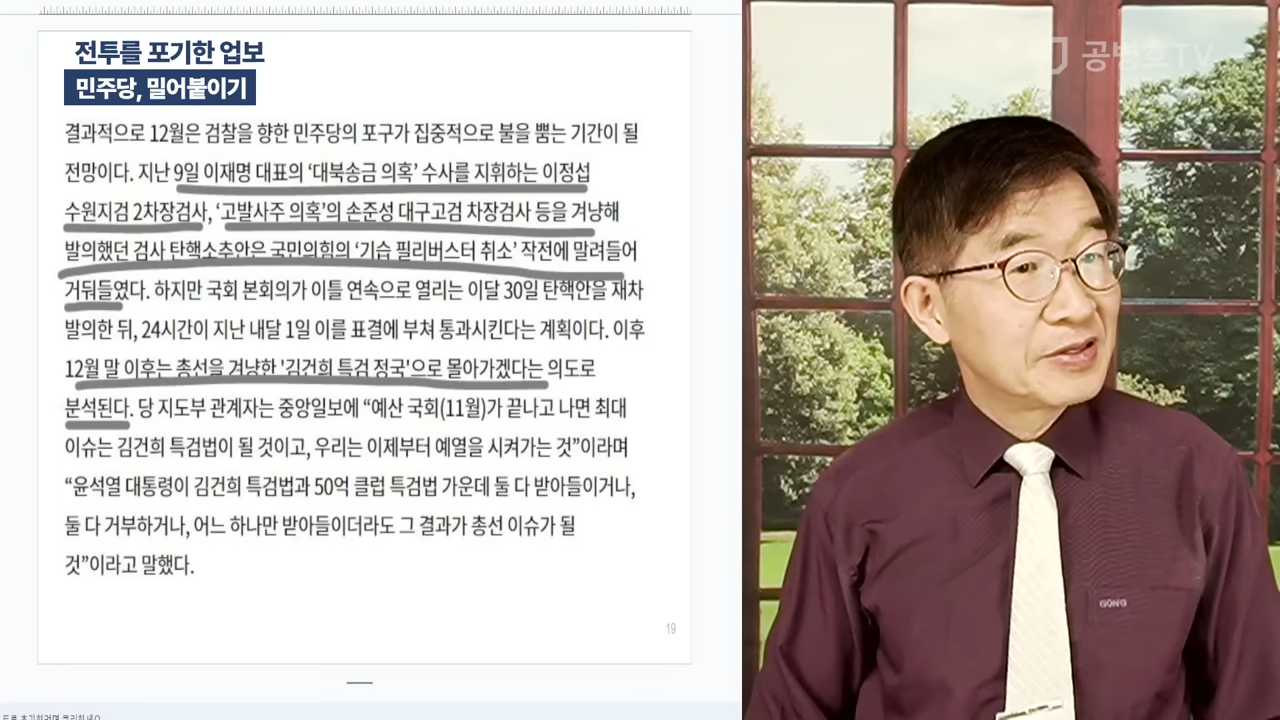 전투를 포기한 업보
민주당, 밀어붙이기
결과적으로 12월은 검찰을 향한 민주당의 포구가 집중적으로 불을 뿜는 기간이 될
전망이다. 지난 9일 이재명 대표의 ‘대북송금 의혹’ 수사를 지휘하는 이정섭
수원지검 2차장검사, ‘고발사주 의혹’의 손준성 대구고검 차장검사 등을 겨냥해
발의했던 검사 탄핵소추안은 국민의힘의 ‘기습 필리버스터 취소’ 작전에 말려들어
거둬들였다. 하지만 국회 본회의가 이틀 연속으로 열리는 이달 30일 탄핵안을 재차
발의한 뒤, 24시간이 지난 내달 1일 이를 표결에 부쳐 통과시킨다는 계획이다. 이후
12월 말 이후는 총선을 겨냥한 '김건희 특검 정국'으로 몰아가겠다는 의도로
분석된다. 당 지도부 관계자는 중앙일보에 “예산 국회(11월)가 끝나고 나면 최대
이슈는 김건희 특검법이 될 것이고, 우리는 이제부터 예열을 시켜가는 것”이라며
“윤석열 대통령이 김건희 특검법과 50억 클럽 특검법 가운데 둘 다 받아들이거나,
둘 다 거부하거나, 어느 하나만 받아들이더라도 그 결과가 총선 이슈가 될
것”이라고 말했다.
19
공병호TV
GONG